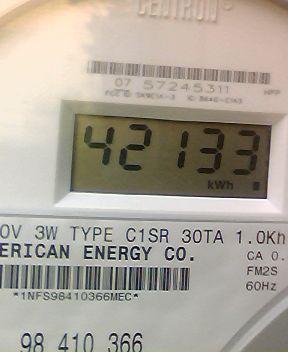 CENTRON®
07 57245311
42133
kWh
0V 3W TYPE C1SR 30TA 1.0Kh
ERICAN ENERGY CO.
CA 0.
FM2S
60Hz
*1NFS98410366MEC*
98 410 366